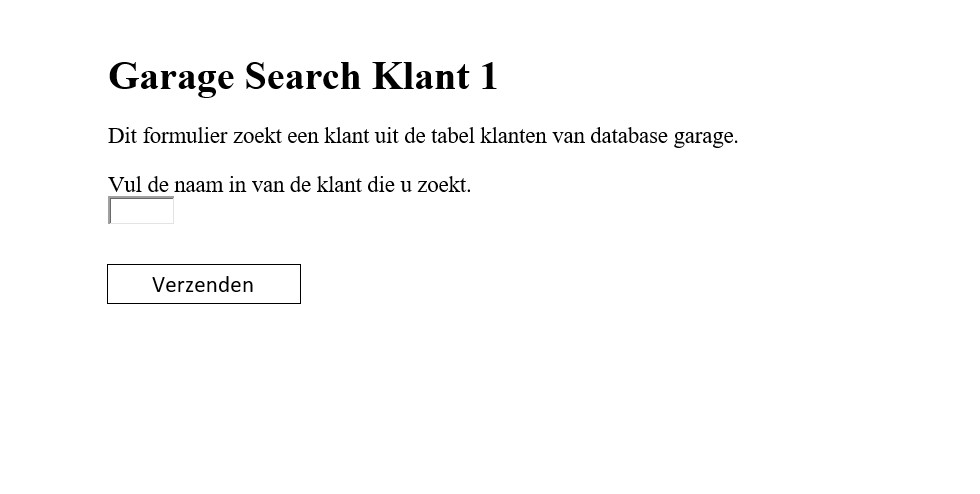 Garage Search Klant 1
Dit formulier zoekt een klant uit de tabel klanten van database garage.
Vul de naam in van de klant die u zoekt.
Verzenden